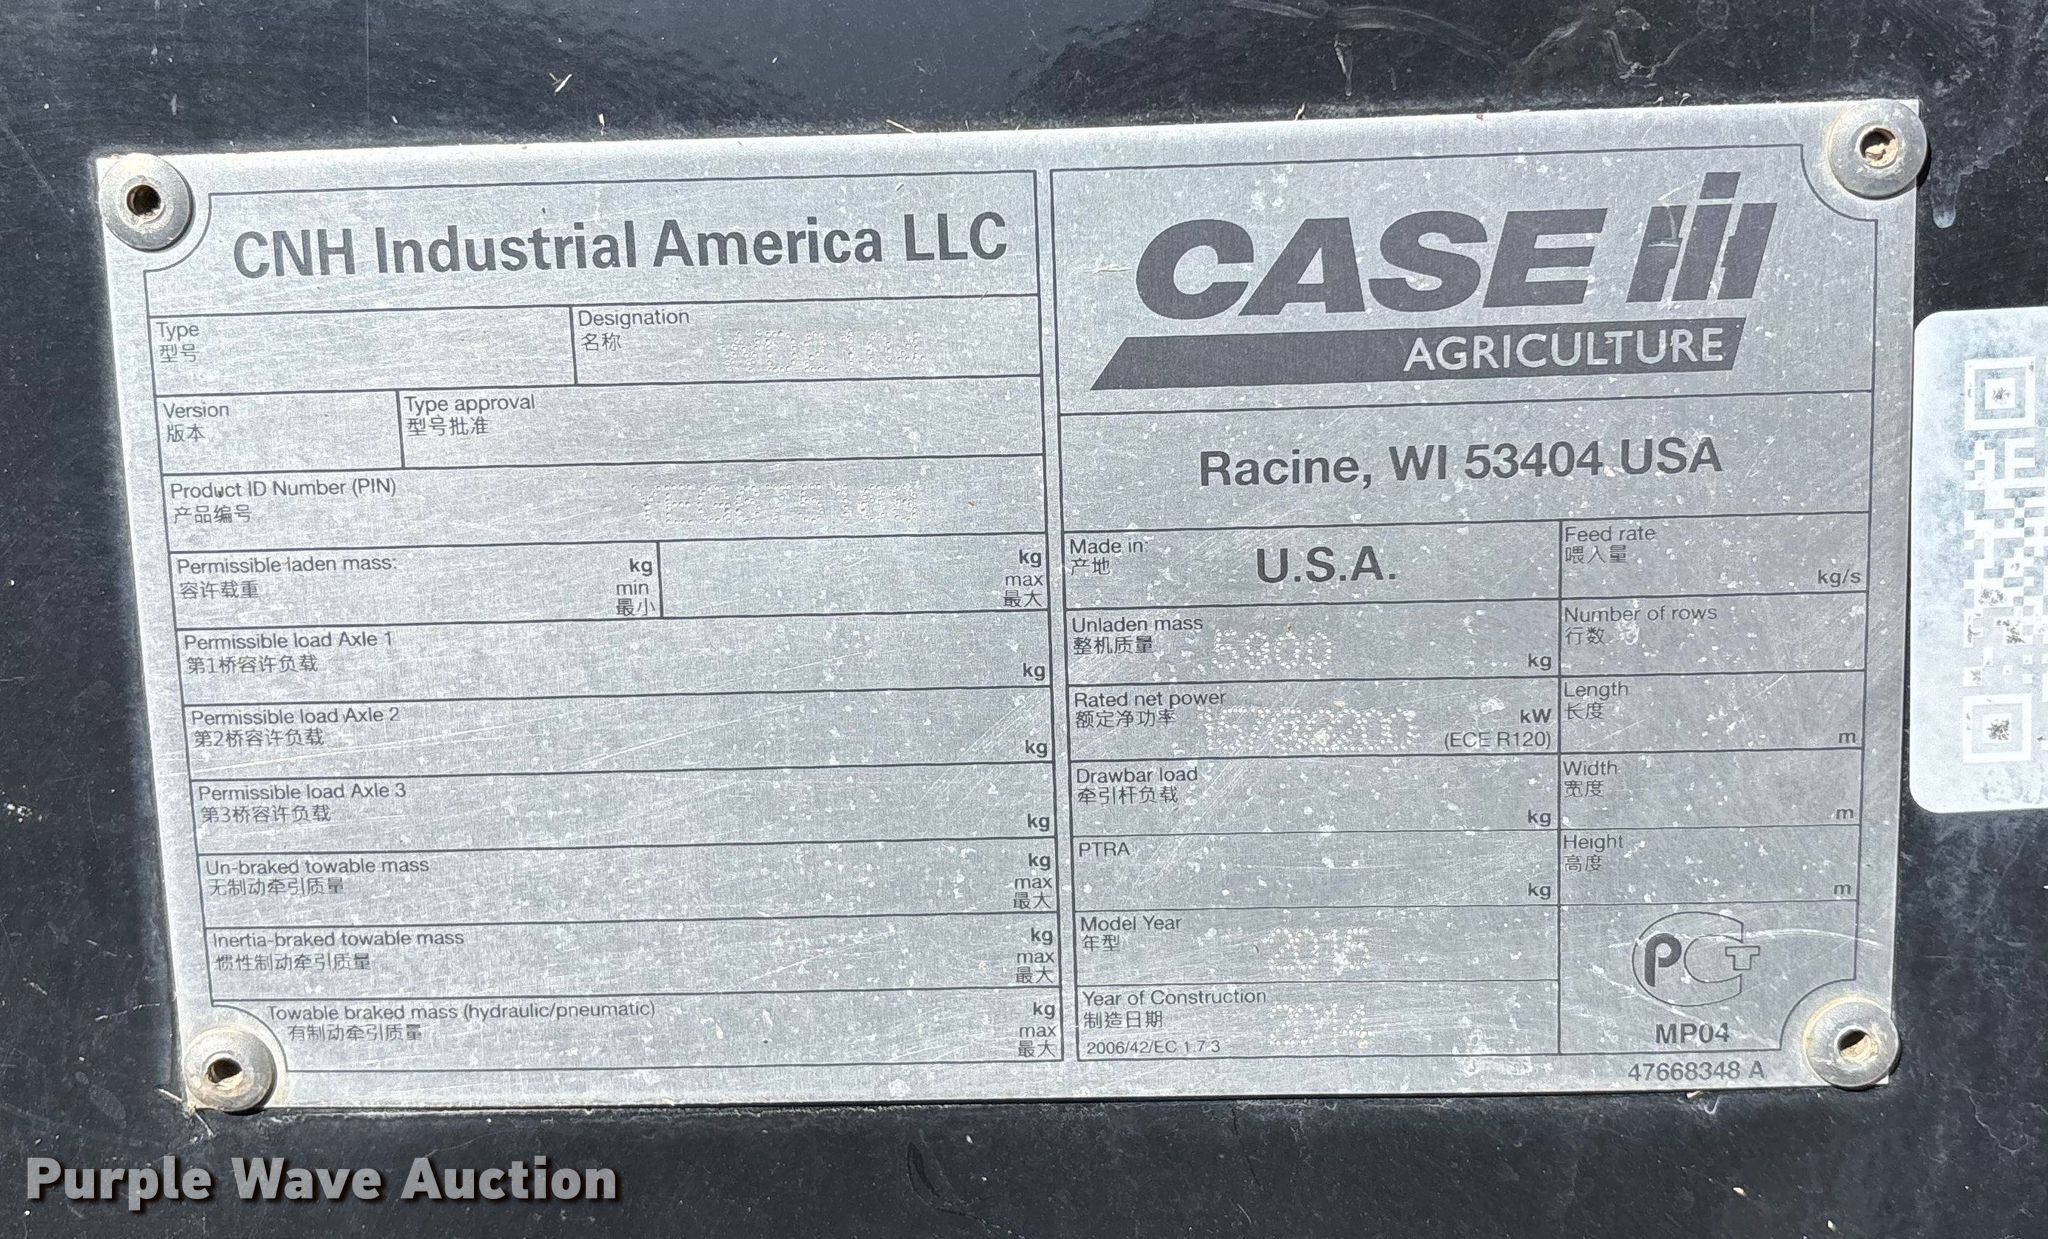 CNH Industrial America LLC
Type
型号
Designation
名称
Version
版本
Type approval
型号批准
Product ID Number (PIN)
产品编号
Permissible laden mass:
容许载重
kg
min
最小
kg
max
最大
Permissible load Axle 1
第1桥容许负载
kg
Permissible load Axle 2
第2桥容许负载
kg
Permissible load Axle 3
第3桥容许负载
kg
Un-braked towable mass
无制动牵引质量
kg
max
最大
Inertia-braked towable mass
惯性制动牵引质量
kg
max
最大
Towable braked mass (hydraulic/pneumatic)
有制动牵引质量
kg
max
最大
CASE IH
AGRICULTURE
Racine, WI 53404 USA
Made in:
产地
U.S.A.
Feed rate
喂入量
kg/s
Unladen mass
整机质量
kg
Number of rows
行数
Rated net power
额定净功率
kW
(ECE R120)
Length
长度
m
Drawbar load
牵引杆负载
kg
Width
宽度
m
PTRA
kg
Height
高度
m
Model Year
年型
2015
Year of Construction
制造日期
2006/42/EC 1.7.3
2014
PCT
MP04
47668348 A
Purple Wave Auction